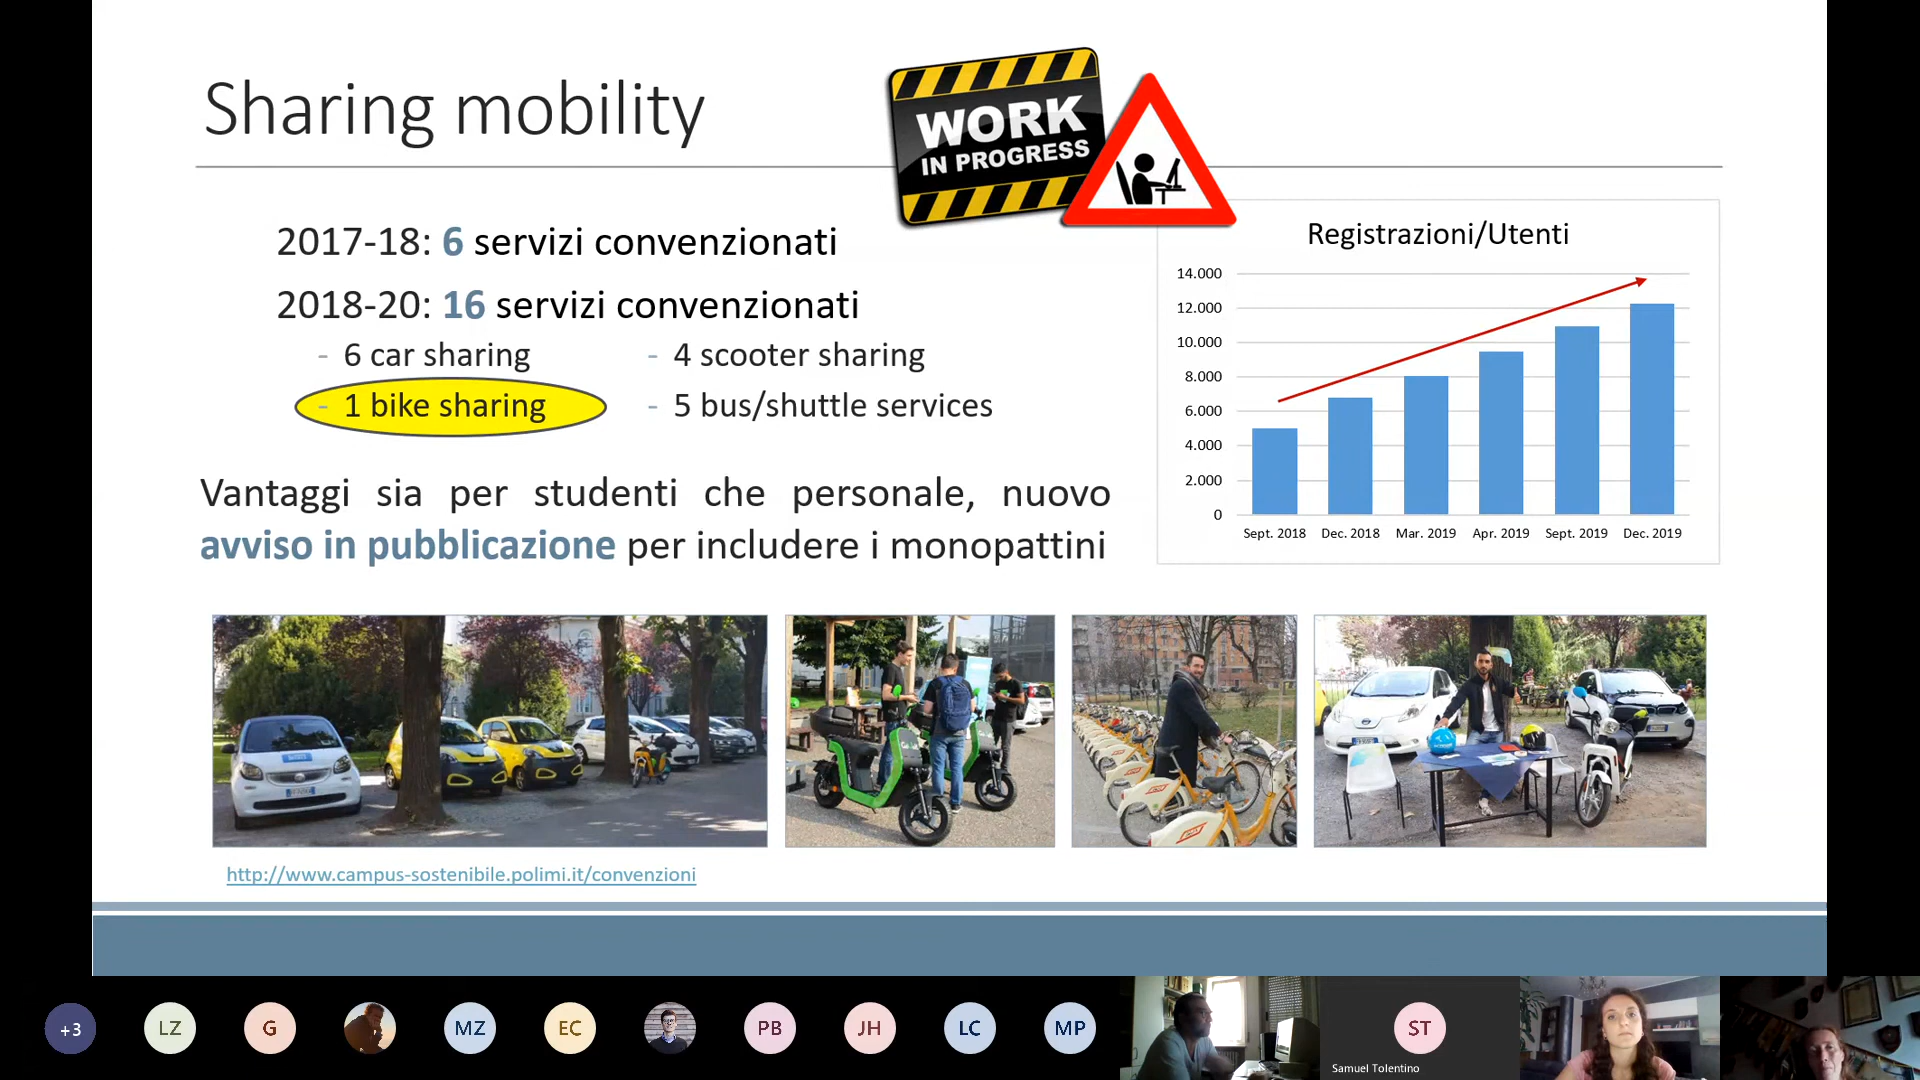 Sharing mobility
WORK
IN PROGRESS
2017-18: 6 servizi convenzionati
2018-20: 16 servizi convenzionati
- 6 car sharing
- 4 scooter sharing
- 1 bike sharing
- 5 bus/shuttle services
Vantaggi sia per studenti che personale, nuovo
avviso in pubblicazione per includere i monopattini
Registrazioni/Utenti
14.000
12.000
10.000
8.000
6.000
4.000
2.000
0
Sept. 2018 Dec. 2018 Mar. 2019 Apr. 2019 Sept. 2019 Dec. 2019
http://www.campus-sostenibile.polimi.it/convenzioni
+3
LZ
G
MZ
EC
PB
JH
LC
MP
ST
Samuel Tolentino